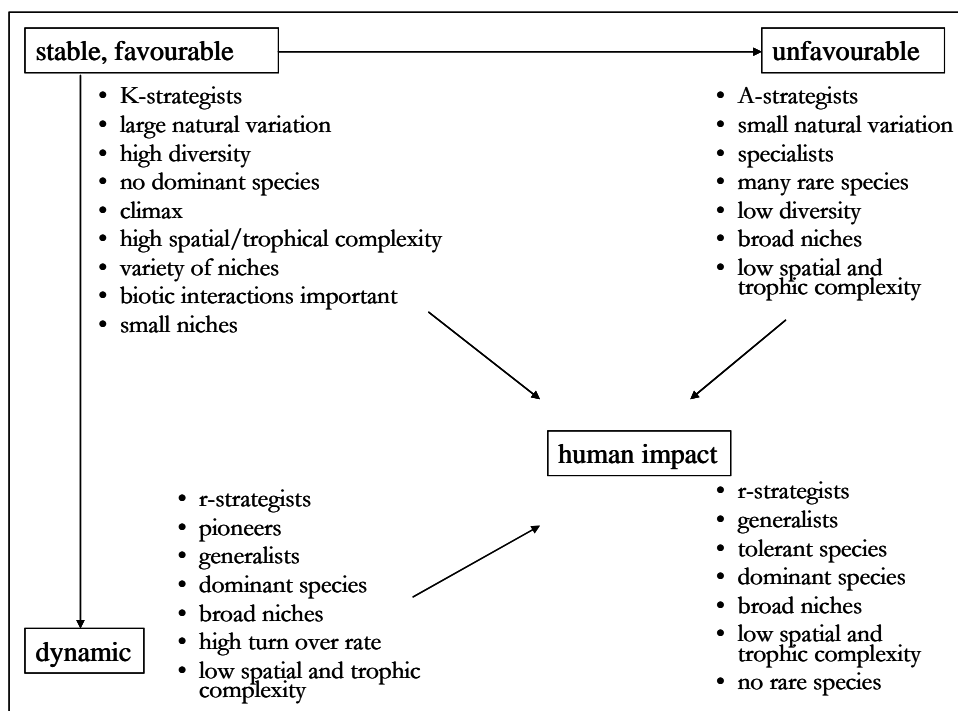 stable, favourable
• K-strategists
• large natural variation
• high diversity
• no dominant species
• climax
• high spatial/trophical complexity
• variety of niches
• biotic interactions important
• small niches
unfavourable
• A-strategists
• small natural variation
• specialists
• many rare species
• low diversity
• broad niches
• low spatial and
trophic complexity
human impact
• r-strategists
• generalists
• tolerant species
• dominant species
• broad niches
• low spatial and
trophic complexity
• no rare species
dynamic
• r-strategists
• pioneers
• generalists
• dominant species
• broad niches
• high turn over rate
• low spatial and trophic
complexity